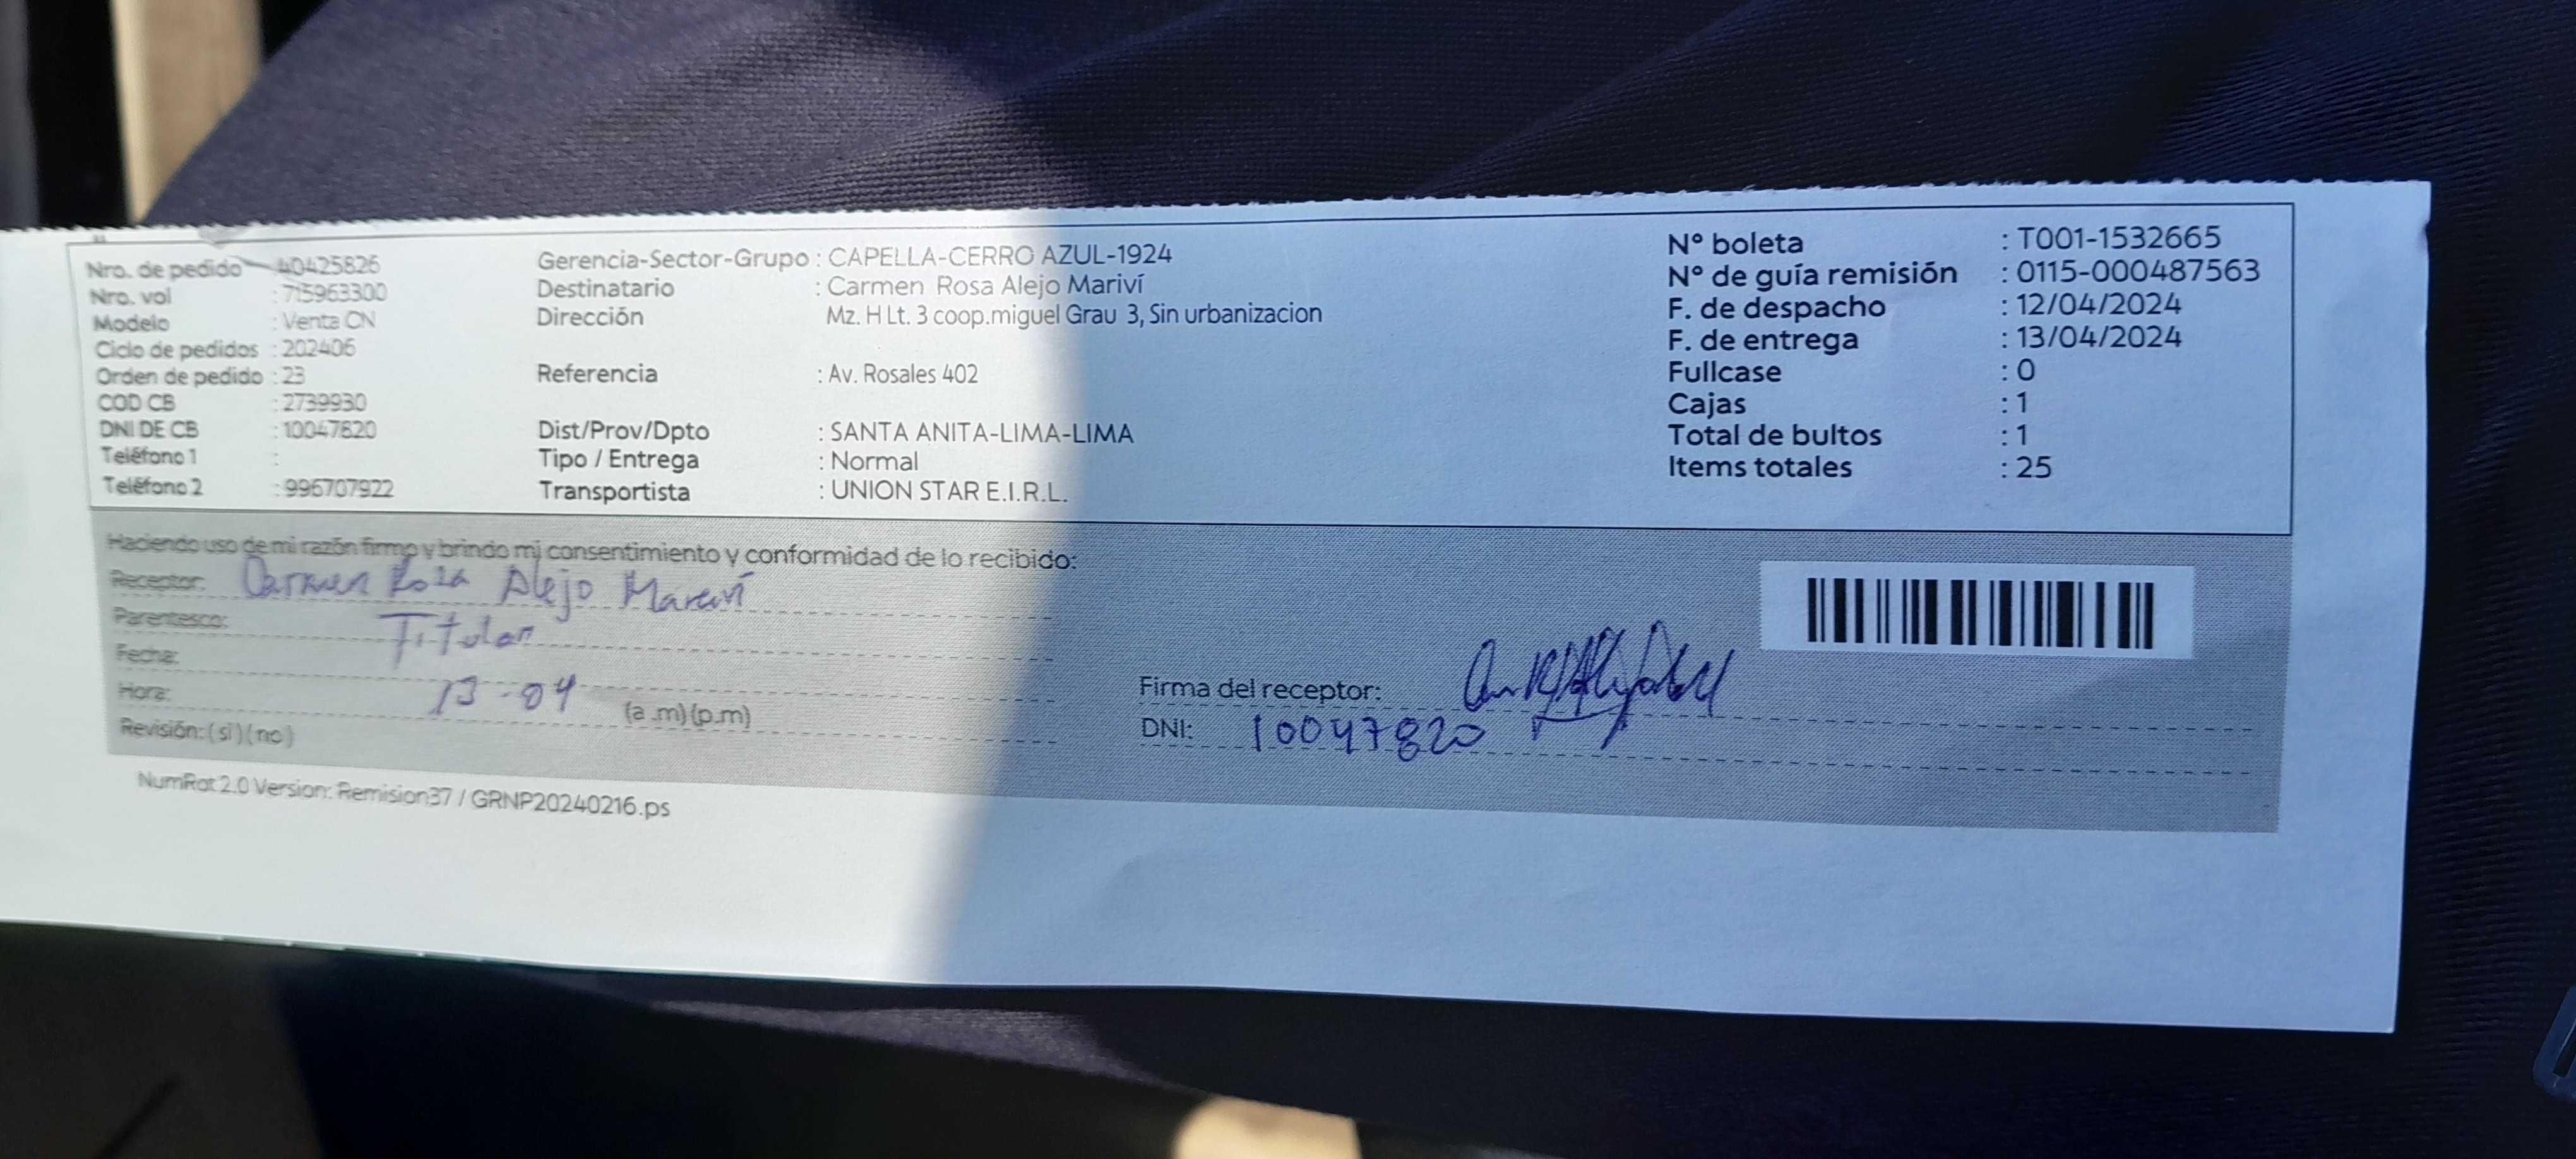 Nro. de pedido : 40425826
Nro. vol : 715963300
Modelo : Venta CN
Ciclo de pedidos : 202406
Orden de pedido : 23
COD CB : 2739930
DNI DE CB : 10047820
Teléfono 1 :
Teléfono 2 : 996707922
Gerencia-Sector-Grupo : CAPELLA-CERRO AZUL-1924
Destinatario : Carmen Rosa Alejo Mariví
Dirección Mz. H Lt. 3 coop.miguel Grau 3, Sin urbanizacion
Referencia : Av. Rosales 402
Dist/Prov/Dpto : SANTA ANITA-LIMA-LIMA
Tipo / Entrega : Normal
Transportista : UNION STAR E.I.R.L.
N° boleta : T001-1532665
N° de guía remisión : 0115-000487563
F. de despacho : 12/04/2024
F. de entrega : 13/04/2024
Fullcase : 0
Cajas : 1
Total de bultos : 1
Items totales : 25
Haciendo uso de mi razón firmo y brindo mi consentimiento y conformidad de lo recibido:
Receptor: Carmen Rosa Alejo Mariví
Parentesco: Titular
Fecha:
Hora: 13-04 (a.m)(p.m)
Revisión: (si)(no)
Firma del receptor:
DNI: 10047820
NumRot 2.0 Version: Remision37 / GRNP20240216.ps